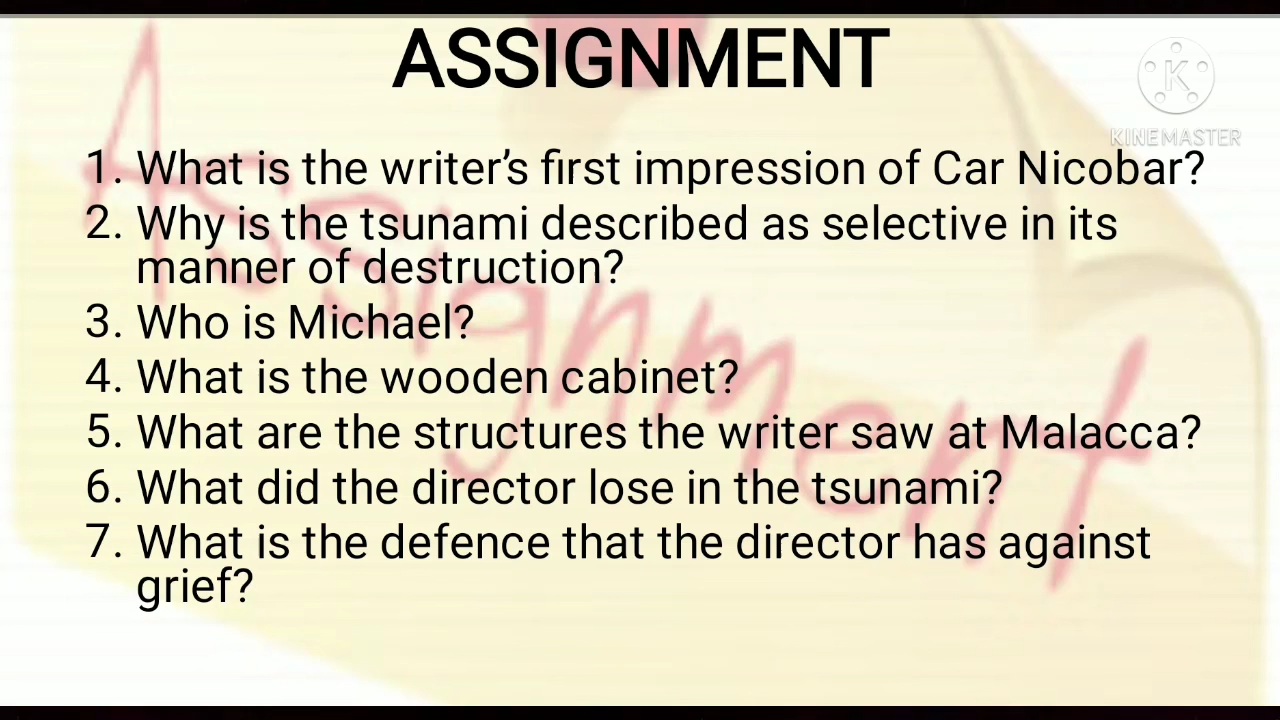 ASSIGNMENT
K
KINEMASTER
1. What is the writer’s first impression of Car Nicobar?
2. Why is the tsunami described as selective in its
manner of destruction?
3. Who is Michael?
4. What is the wooden cabinet?
5. What are the structures the writer saw at Malacca?
6. What did the director lose in the tsunami?
7. What is the defence that the director has against
grief?
Assignment